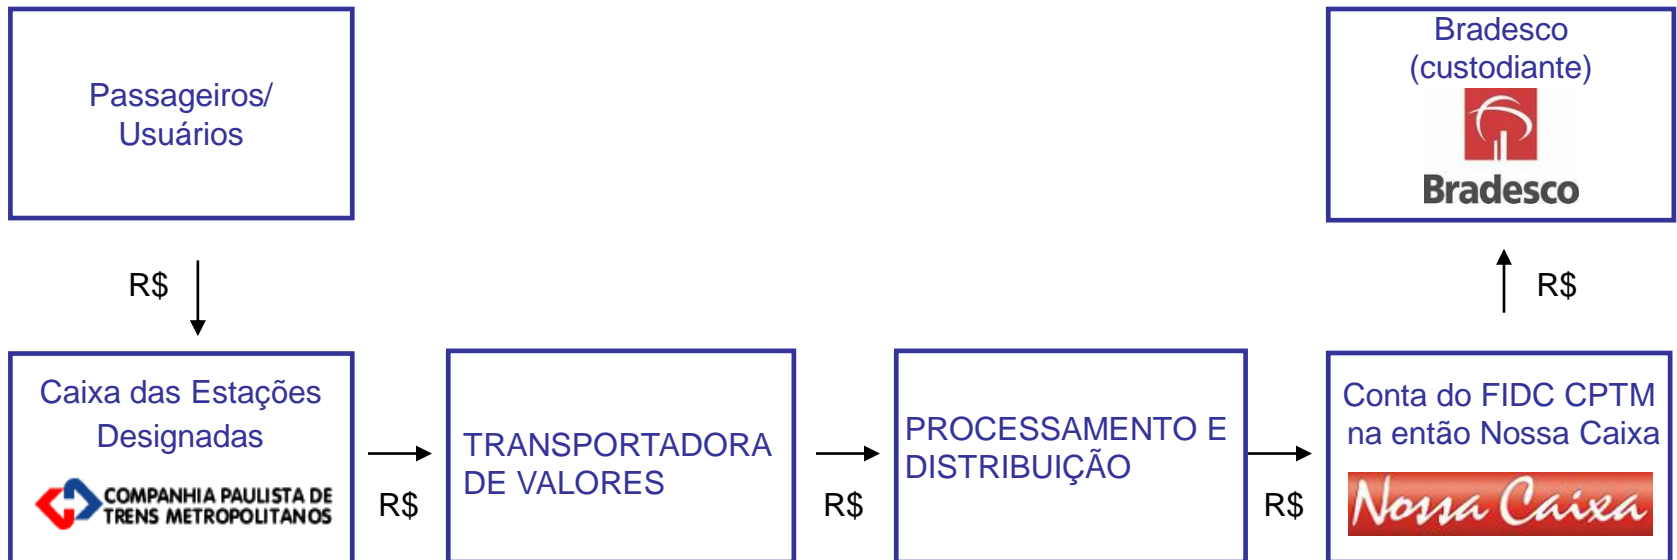 Passageiros/
Usuários
Bradesco
(custodiante)
Bradesco
R$
R$
Caixa das Estações
Designadas
COMPANHIA PAULISTA DE
TRENS METROPOLITANOS
R$
TRANSPORTADORA
DE VALORES
R$
PROCESSAMENTO E
DISTRIBUIÇÃO
R$
Conta do FIDC CPTM
na então Nossa Caixa
Nossa Caixa